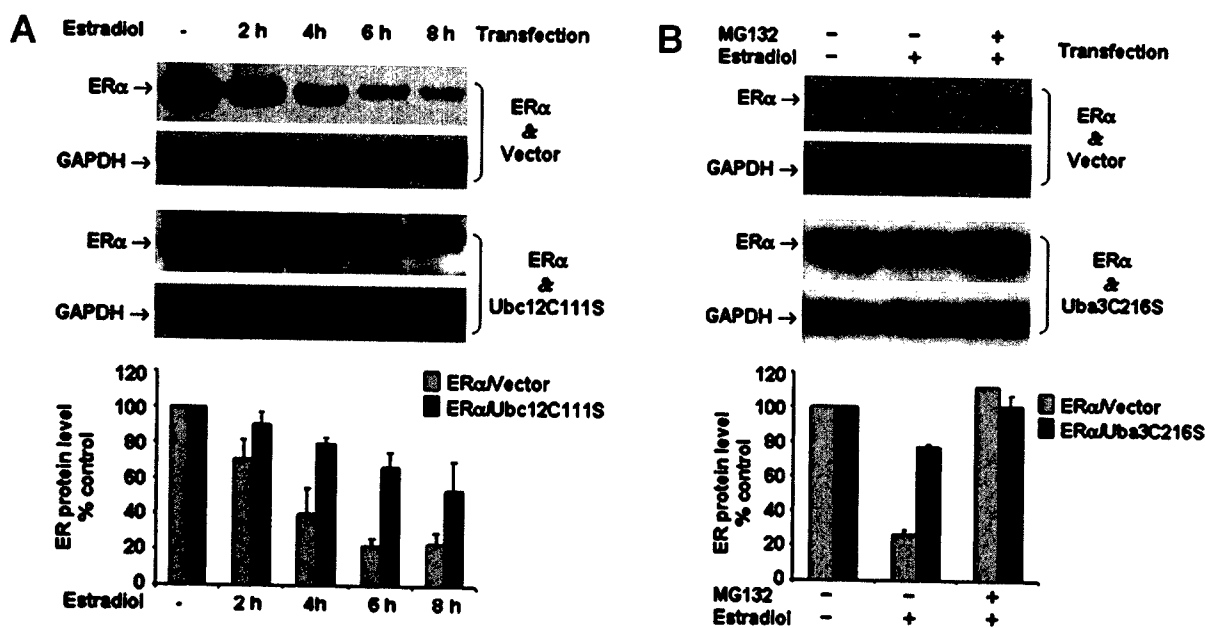 A
Estradiol - 2 h 4h 6 h 8 h Transfection
ERα →
GAPDH →
ERα
&
Vector
ERα →
GAPDH →
ERα
&
Ubc12C111S
120
100
80
60
40
20
0
ER protein level
% control
ERα/Vector
ERα/Ubc12C111S
Estradiol - 2 h 4h 6 h 8 h
B
MG132 − − +
Estradiol − + +
Transfection
ERα →
GAPDH →
ERα
&
Vector
ERα →
GAPDH →
ERα
&
Uba3C216S
120
100
80
60
40
20
0
ER protein level
% control
ERα/Vector
ERα/Uba3C216S
MG132 − − +
Estradiol − + +